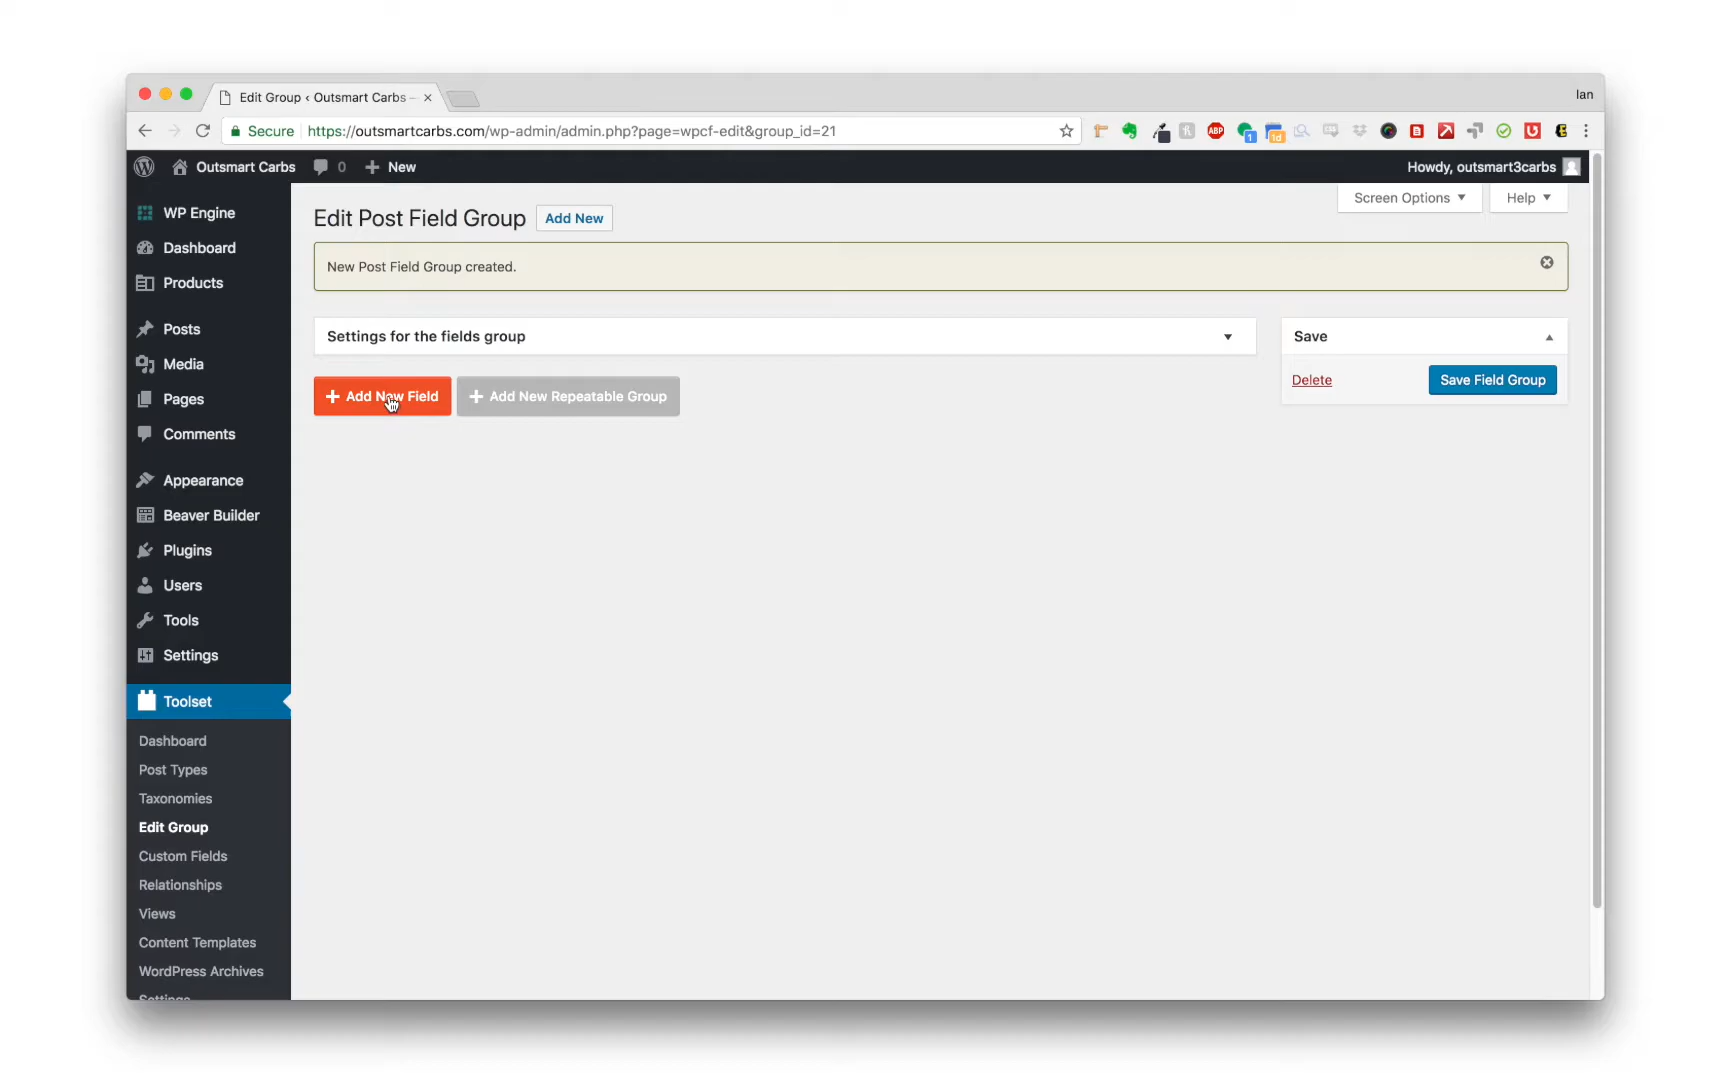 Edit Group ‹ Outsmart Carbs —
Ian
Secure
https://outsmartcarbs.com/wp-admin/admin.php?page=wpcf-edit&group_id=21
ABP
1
1d
Outsmart Carbs
0
New
Howdy, outsmart3carbs
WP Engine
Dashboard
Products
Posts
Media
Pages
Comments
Appearance
Beaver Builder
Plugins
Users
Tools
Settings
Toolset
Dashboard
Post Types
Taxonomies
Edit Group
Custom Fields
Relationships
Views
Content Templates
WordPress Archives
Settings
Screen Options
Help
Edit Post Field Group
Add New
New Post Field Group created.
Settings for the fields group
Add New Field
Add New Repeatable Group
Save
Delete
Save Field Group